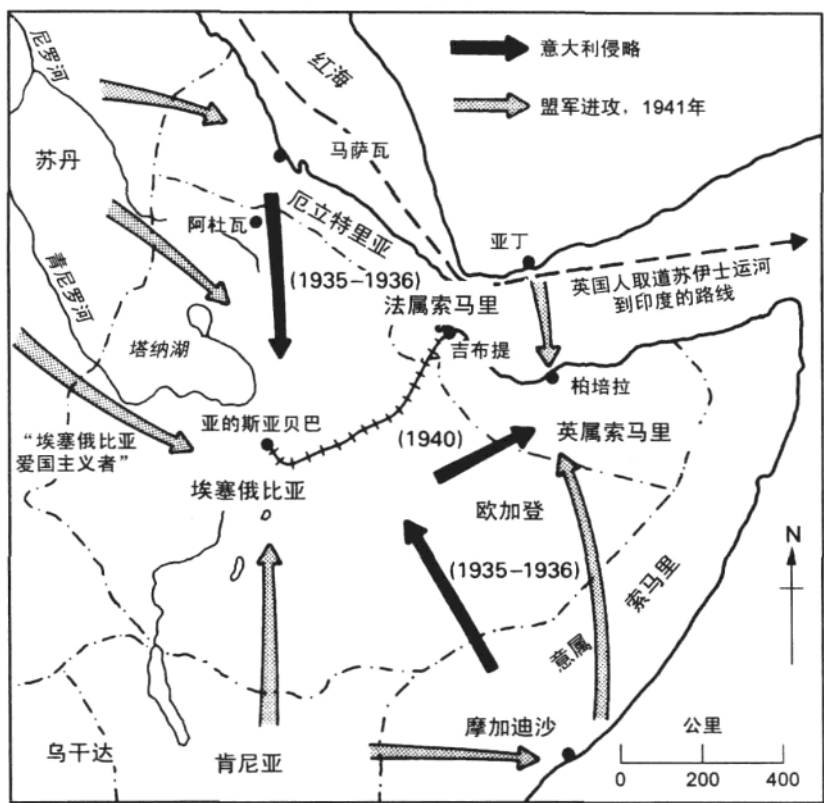 尼罗河
红海
意大利侵略
盟军进攻，1941年
苏丹
马萨瓦
阿杜瓦
厄立特里亚
亚丁
青尼罗河
(1935–1936)
英国人取道苏伊士运河
到印度的路线
法属索马里
塔纳湖
吉布提
柏培拉
亚的斯亚贝巴
“埃塞俄比亚
爱国主义者”
(1940)
英属索马里
埃塞俄比亚
欧加登
N
(1935–1936)
意属
索马里
摩加迪沙
乌干达
肯尼亚
公里
0 200 400